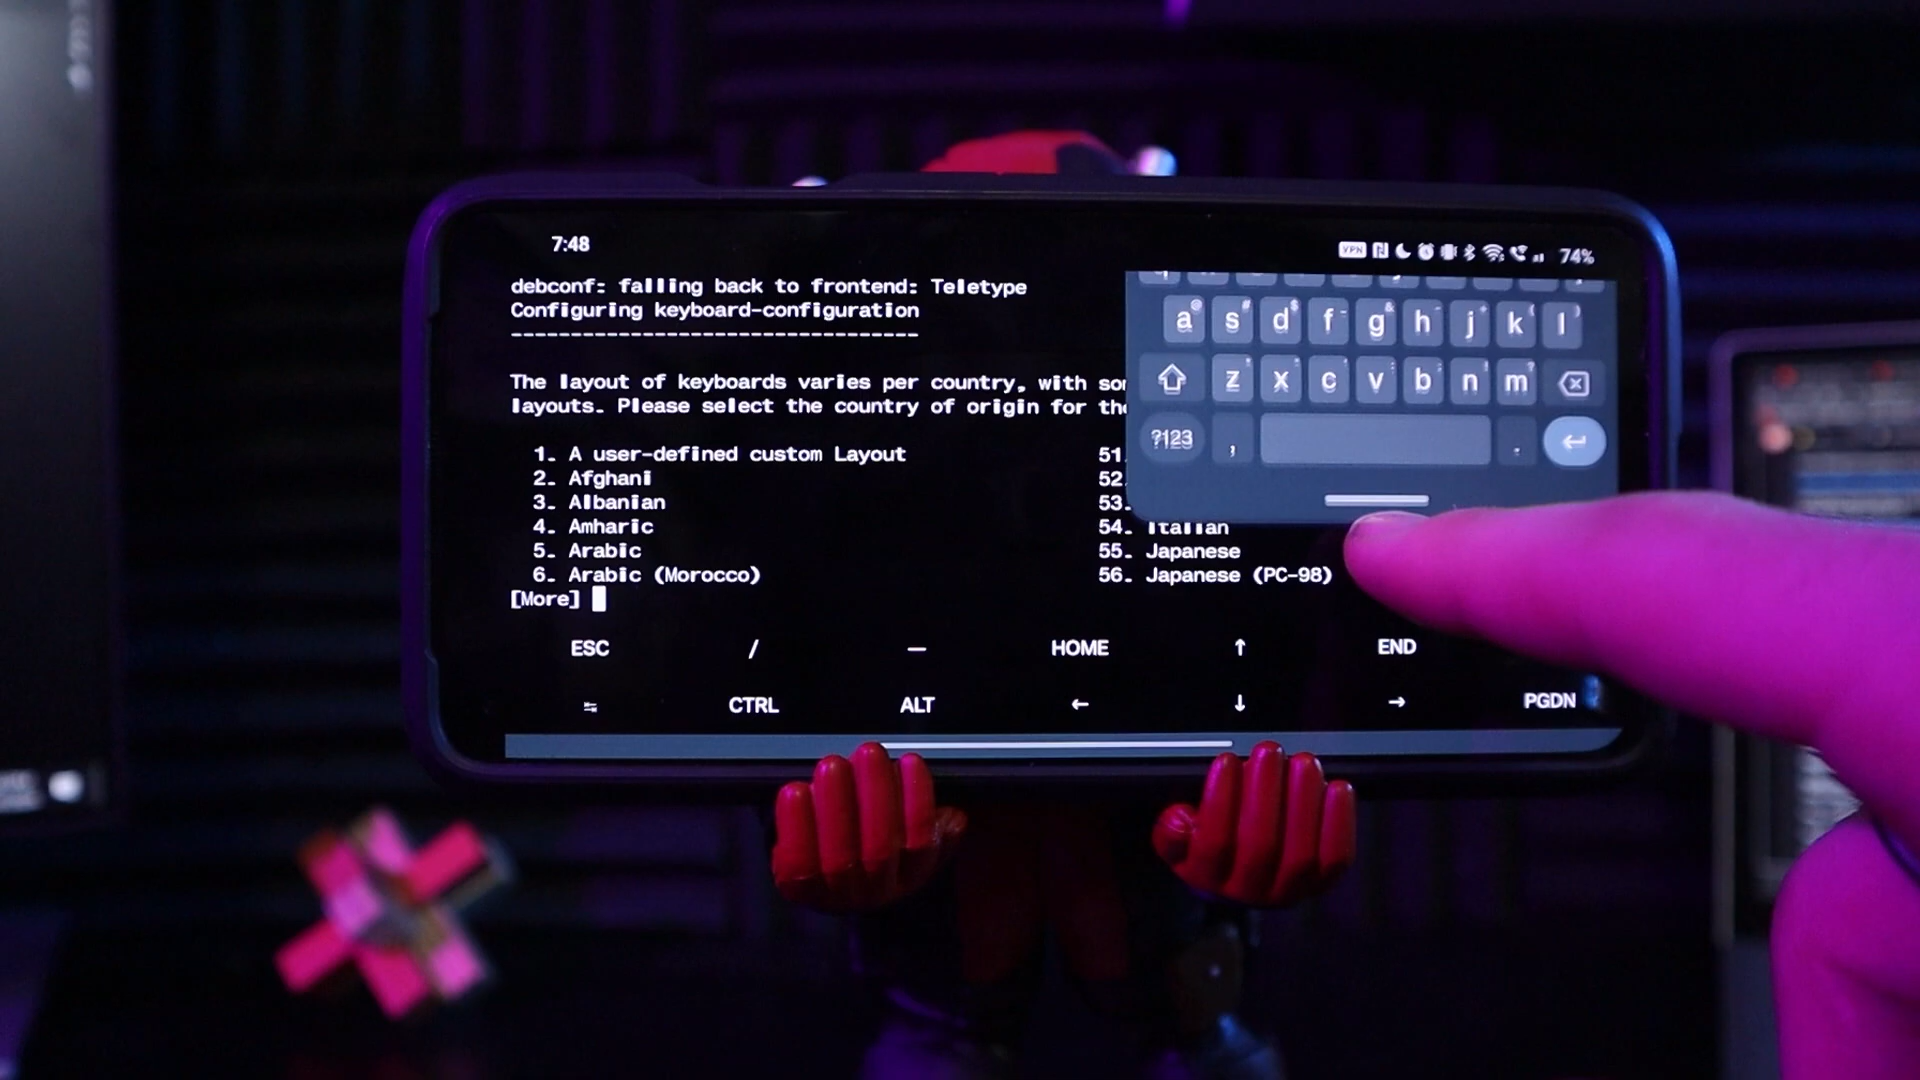 7:48
VPN 74%
debconf: falling back to frontend: Teletype
Configuring keyboard-configuration
----------------------------------
The layout of keyboards varies per country, with
layouts. Please select the country of origin for
1. A user-defined custom Layout 51.
2. Afghani 52.
3. Albanian 53.
4. Amharic 54. Italian
5. Arabic 55. Japanese
6. Arabic (Morocco) 56. Japanese (PC-98)
[More]
a s d f g h j k l
z x c v b n m
?123 , .
ESC / — HOME ↑ END
↹ CTRL ALT ← ↓ → PGDN